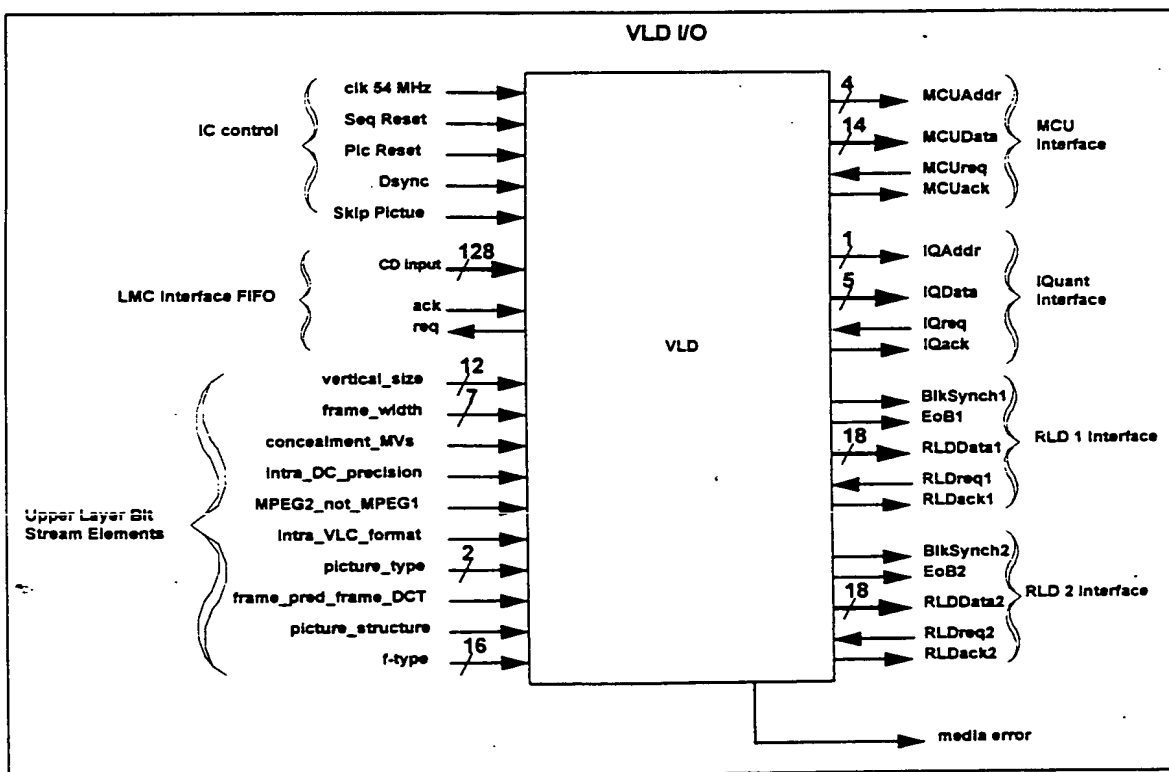 VLD I/O
IC control
clk 54 MHz
Seq Reset
Pic Reset
Dsync
Skip Pictue
LMC Interface FIFO
CD input
128
ack
req
Upper Layer Bit
Stream Elements
vertical_size
12
frame_width
7
concealment_MVs
Intra_DC_precision
MPEG2_not_MPEG1
Intra_VLC_format
picture_type
2
frame_pred_frame_DCT
picture_structure
f-type
16
VLD
4
MCUAddr
14
MCUData
MCUreq
MCUack
MCU
Interface
1
IQAddr
5
IQData
IQreq
IQack
IQuant
Interface
BlkSynch1
EoB1
18
RLDData1
RLDreq1
RLDack1
RLD 1 Interface
BlkSynch2
EoB2
18
RLDData2
RLDreq2
RLDack2
RLD 2 Interface
media error